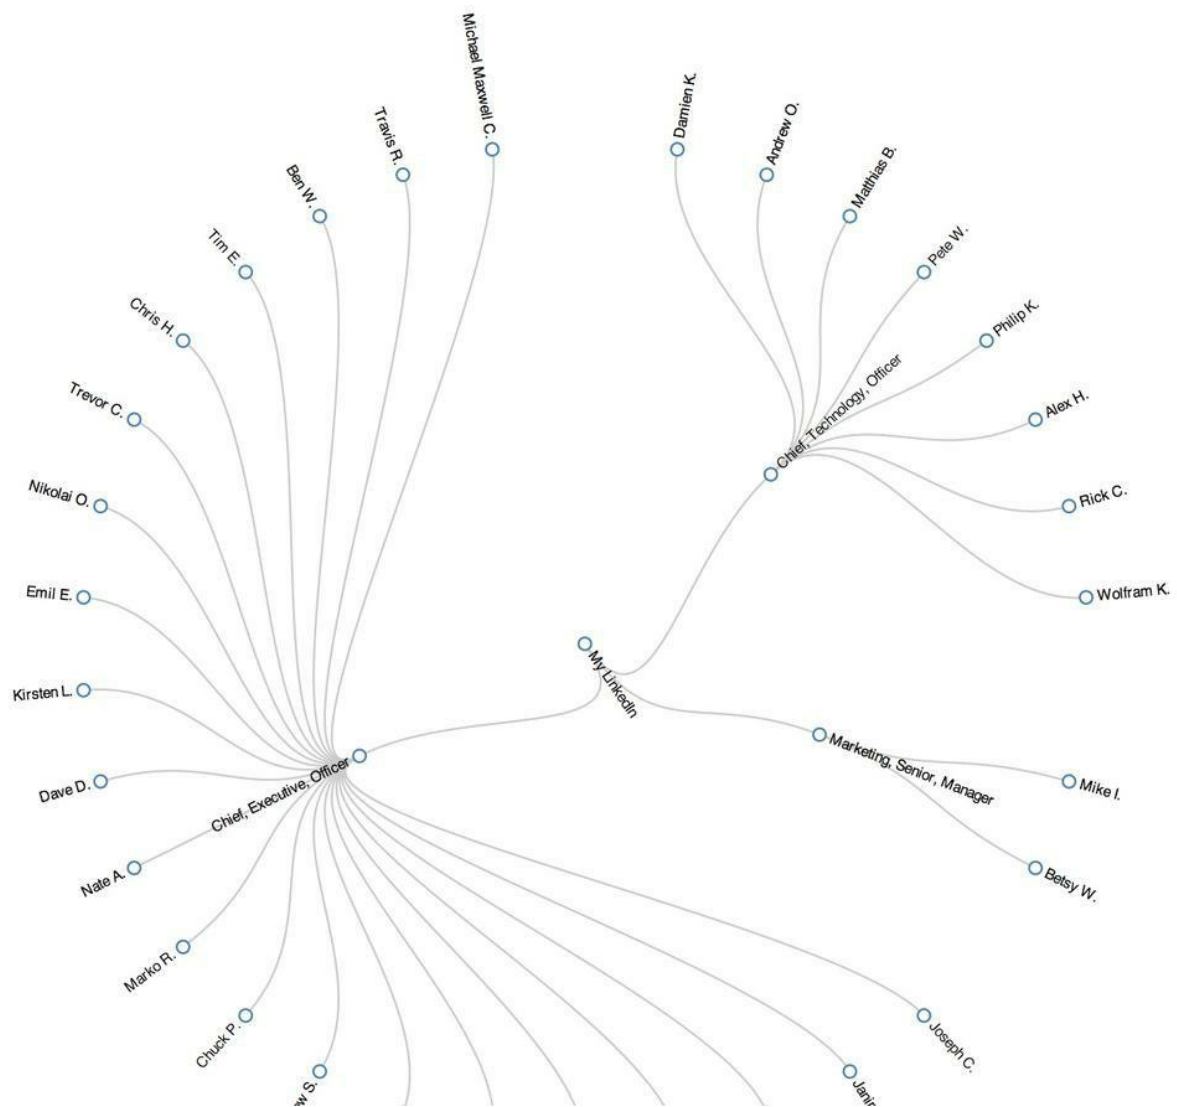 Michael Maxwell C.
Travis R.
Ben W.
Tim E.
Chris H.
Trevor C.
Nikolai O.
Emil E.
Kirsten L.
Dave D.
Nate A.
Marko R.
Chuck P.
w S.
Chief, Executive, Officer
My LinkedIn
Damien K.
Andrew O.
Matthias B.
Pete W.
Philip K.
Alex H.
Rick C.
Wolfram K.
Chief, Technology, Officer
Marketing, Senior, Manager
Mike I.
Betsy W.
Joseph C.